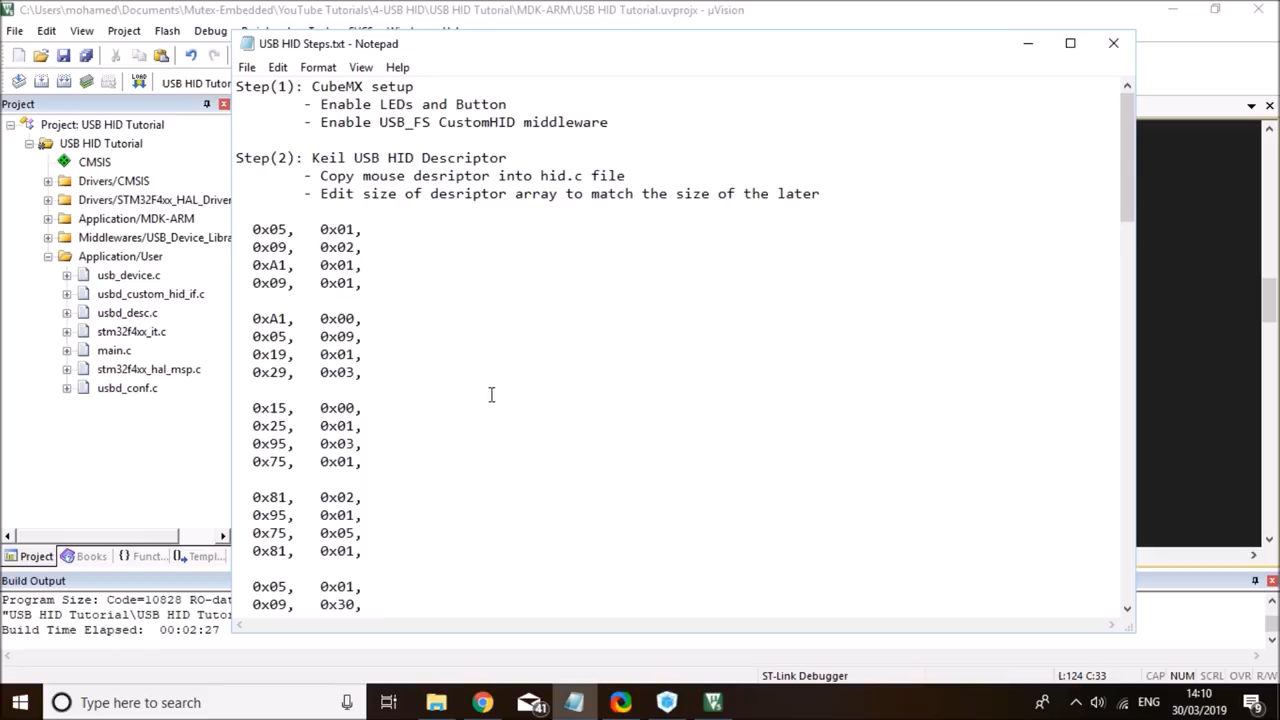 C:\Users\mohamed\Documents\Mutex-Embedded\YouTube Tutorials\4-USB HID\USB HID Tutorial\MDK-ARM\USB HID Tutorial.uvprojx - µVision
File Edit View Project Flash Debug
USB HID Steps.txt - Notepad
File Edit Format View Help
LOAD
USB HID Tutor
Project
Project: USB HID Tutorial
USB HID Tutorial
CMSIS
Drivers/CMSIS
Drivers/STM32F4xx_HAL_Driver
Application/MDK-ARM
Middlewares/USB_Device_Libra
Application/User
usb_device.c
usbd_custom_hid_if.c
usbd_desc.c
stm32f4xx_it.c
main.c
stm32f4xx_hal_msp.c
usbd_conf.c
Step(1): CubeMX setup
- Enable LEDs and Button
- Enable USB_FS CustomHID middleware
Step(2): Keil USB HID Descriptor
- Copy mouse desriptor into hid.c file
- Edit size of desriptor array to match the size of the later
0x05, 0x01,
0x09, 0x02,
0xA1, 0x01,
0x09, 0x01,
0xA1, 0x00,
0x05, 0x09,
0x19, 0x01,
0x29, 0x03,
0x15, 0x00,
0x25, 0x01,
0x95, 0x03,
0x75, 0x01,
0x81, 0x02,
0x95, 0x01,
0x75, 0x05,
0x81, 0x01,
0x05, 0x01,
0x09, 0x30,
Project Books {} Funct... Templ...
Build Output
Program Size: Code=10828 RO-dat
"USB HID Tutorial\USB HID Tutor
Build Time Elapsed: 00:02:27
ST-Link Debugger L:124 C:33 CAP NUM SCRL OVR R/W
Type here to search
41
ENG
14:10
30/03/2019
9